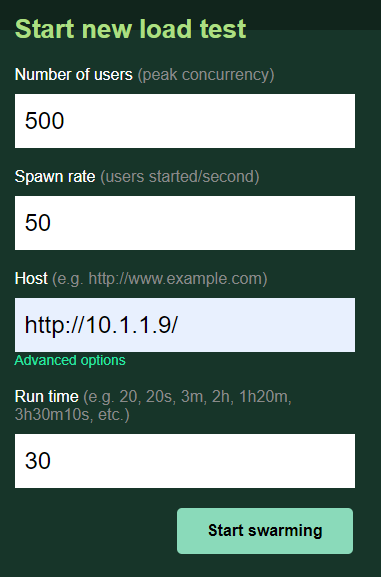 Start new load test
Number of users (peak concurrency)
500
Spawn rate (users started/second)
50
Host (e.g. http://www.example.com)
http://10.1.1.9/
Advanced options
Run time (e.g. 20, 20s, 3m, 2h, 1h20m,
3h30m10s, etc.)
30
Start swarming